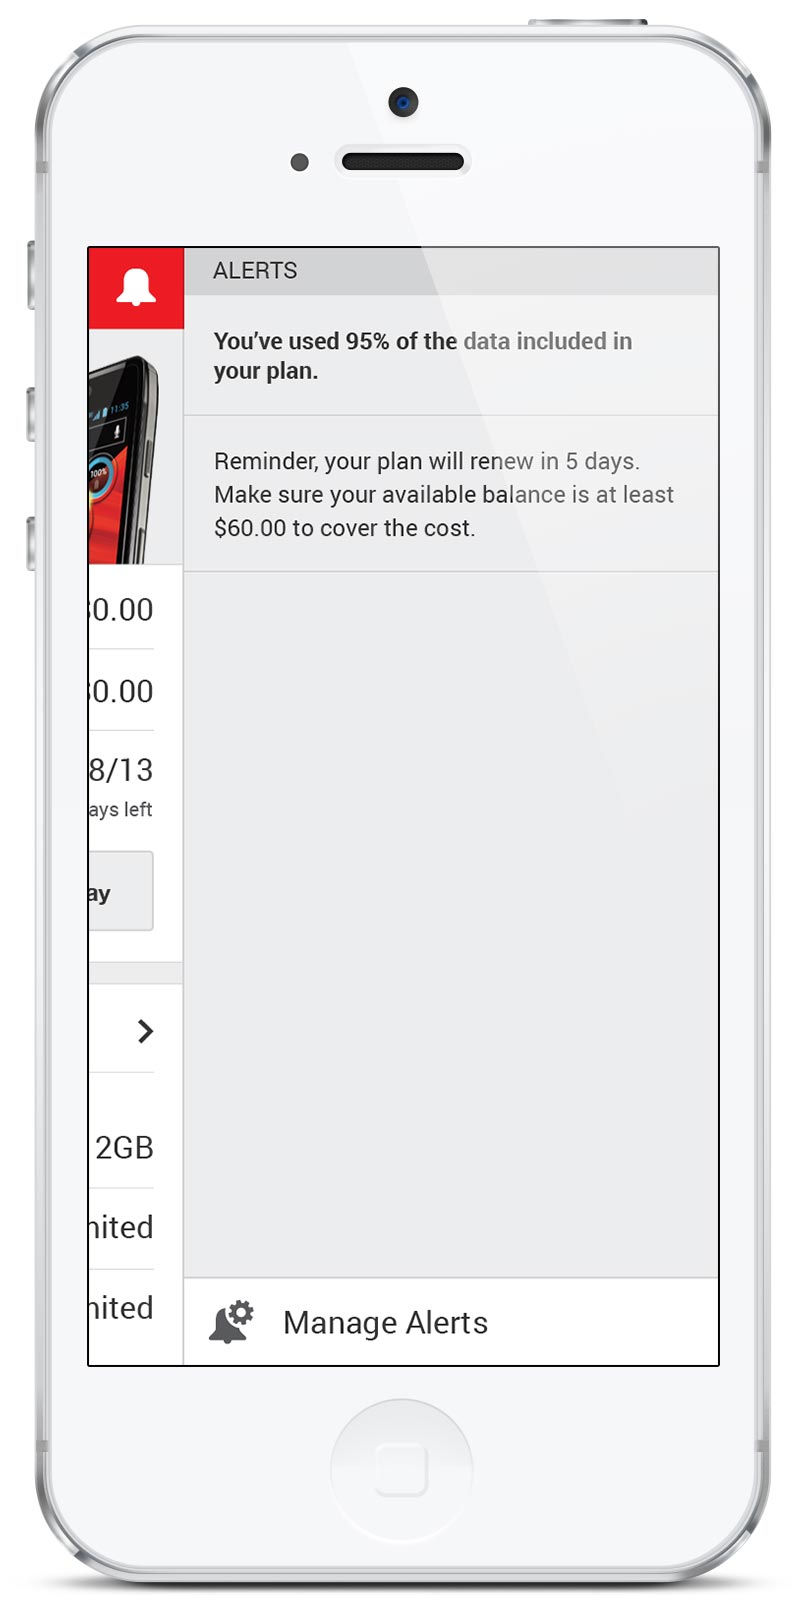 ALERTS
You’ve used 95% of the data included in
your plan.
Reminder, your plan will renew in 5 days.
Make sure your available balance is at least
$60.00 to cover the cost.
11:35
100%
0.00
0.00
8/13
ays left
ay
2GB
nited
nited
Manage Alerts